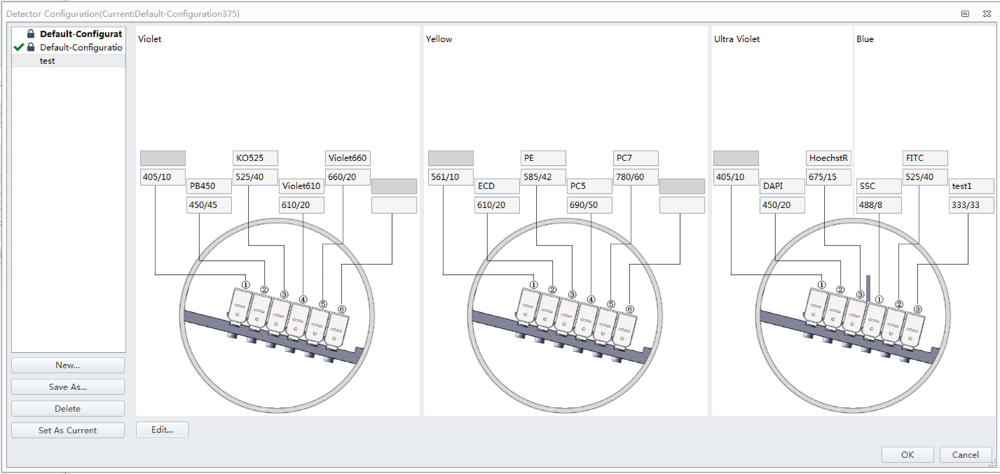 Detector Configuration(Current:Default-Configuration375)
Default-Configurat
Default-Configuratio
test
New...
Save As...
Delete
Set As Current
Violet
405/10
PB450
450/45
KO525
525/40
Violet610
610/20
Violet660
660/20
① ② ③ ④ ⑤ ⑥
Edit...
Yellow
561/10
ECD
610/20
PE
585/42
PC5
690/50
PC7
780/60
① ② ③ ④ ⑤ ⑥
Ultra Violet
405/10
DAPI
450/20
HoechstR
675/15
① ② ③
Blue
SSC
488/8
FITC
525/40
test1
333/33
① ② ③
OK
Cancel